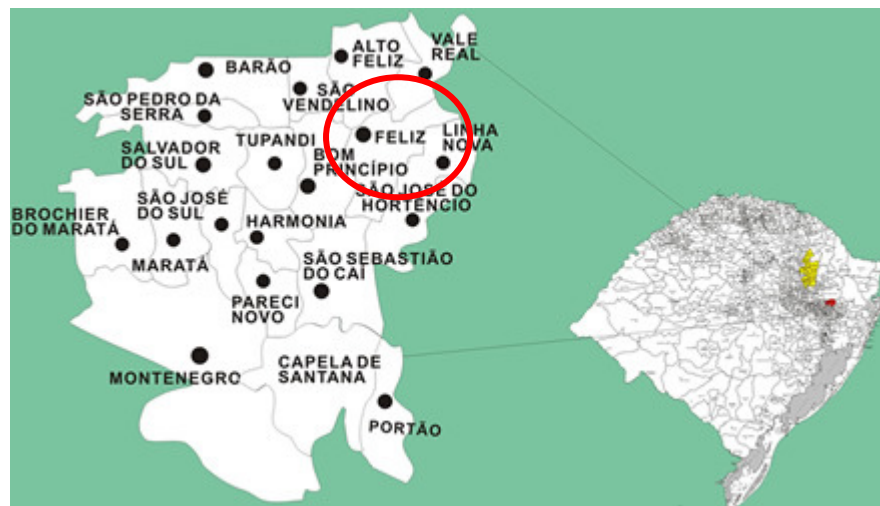 ALTO
FELIZ
VALE
REAL
BARÃO
SÃO
VENDELINO
SÃO PEDRO DA
SERRA
TUPANDI
FELIZ
LINHA
NOVA
SALVADOR
DO SUL
BOM
PRINCÍPIO
SÃO JOSÉ
DO SUL
SÃO JOSE DO
HORTENCIO
BROCHIER
DO MARATÁ
HARMONIA
MARATÁ
SÃO SEBASTIÃO
DO CAÍ
PARECI
NOVO
MONTENEGRO
CAPELA DE
SANTANA
PORTÃO